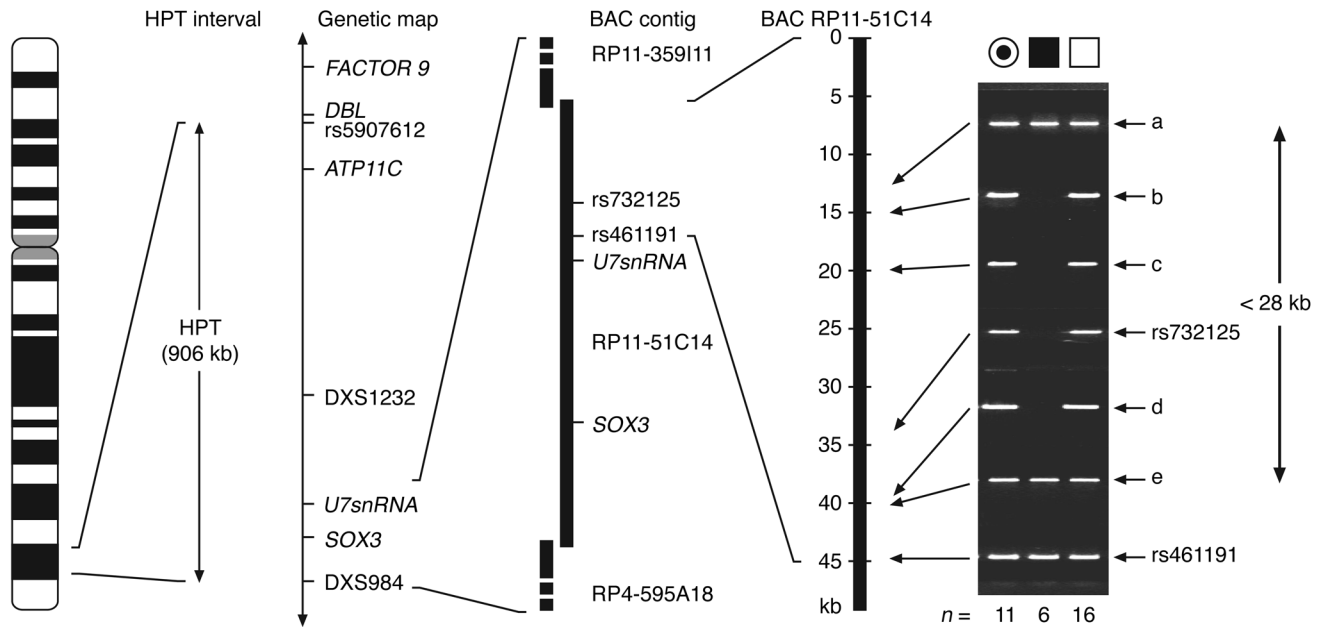 HPT interval
Genetic map
BAC contig
BAC RP11-51C14
HPT
(906 kb)
FACTOR 9
DBL
rs5907612
ATP11C
DXS1232
U7snRNA
SOX3
DXS984
RP11-359I11
rs732125
rs461191
U7snRNA
RP11-51C14
SOX3
RP4-595A18
0
5
10
15
20
25
30
35
40
45
kb
a
b
c
rs732125
d
e
rs461191
< 28 kb
n = 11 6 16